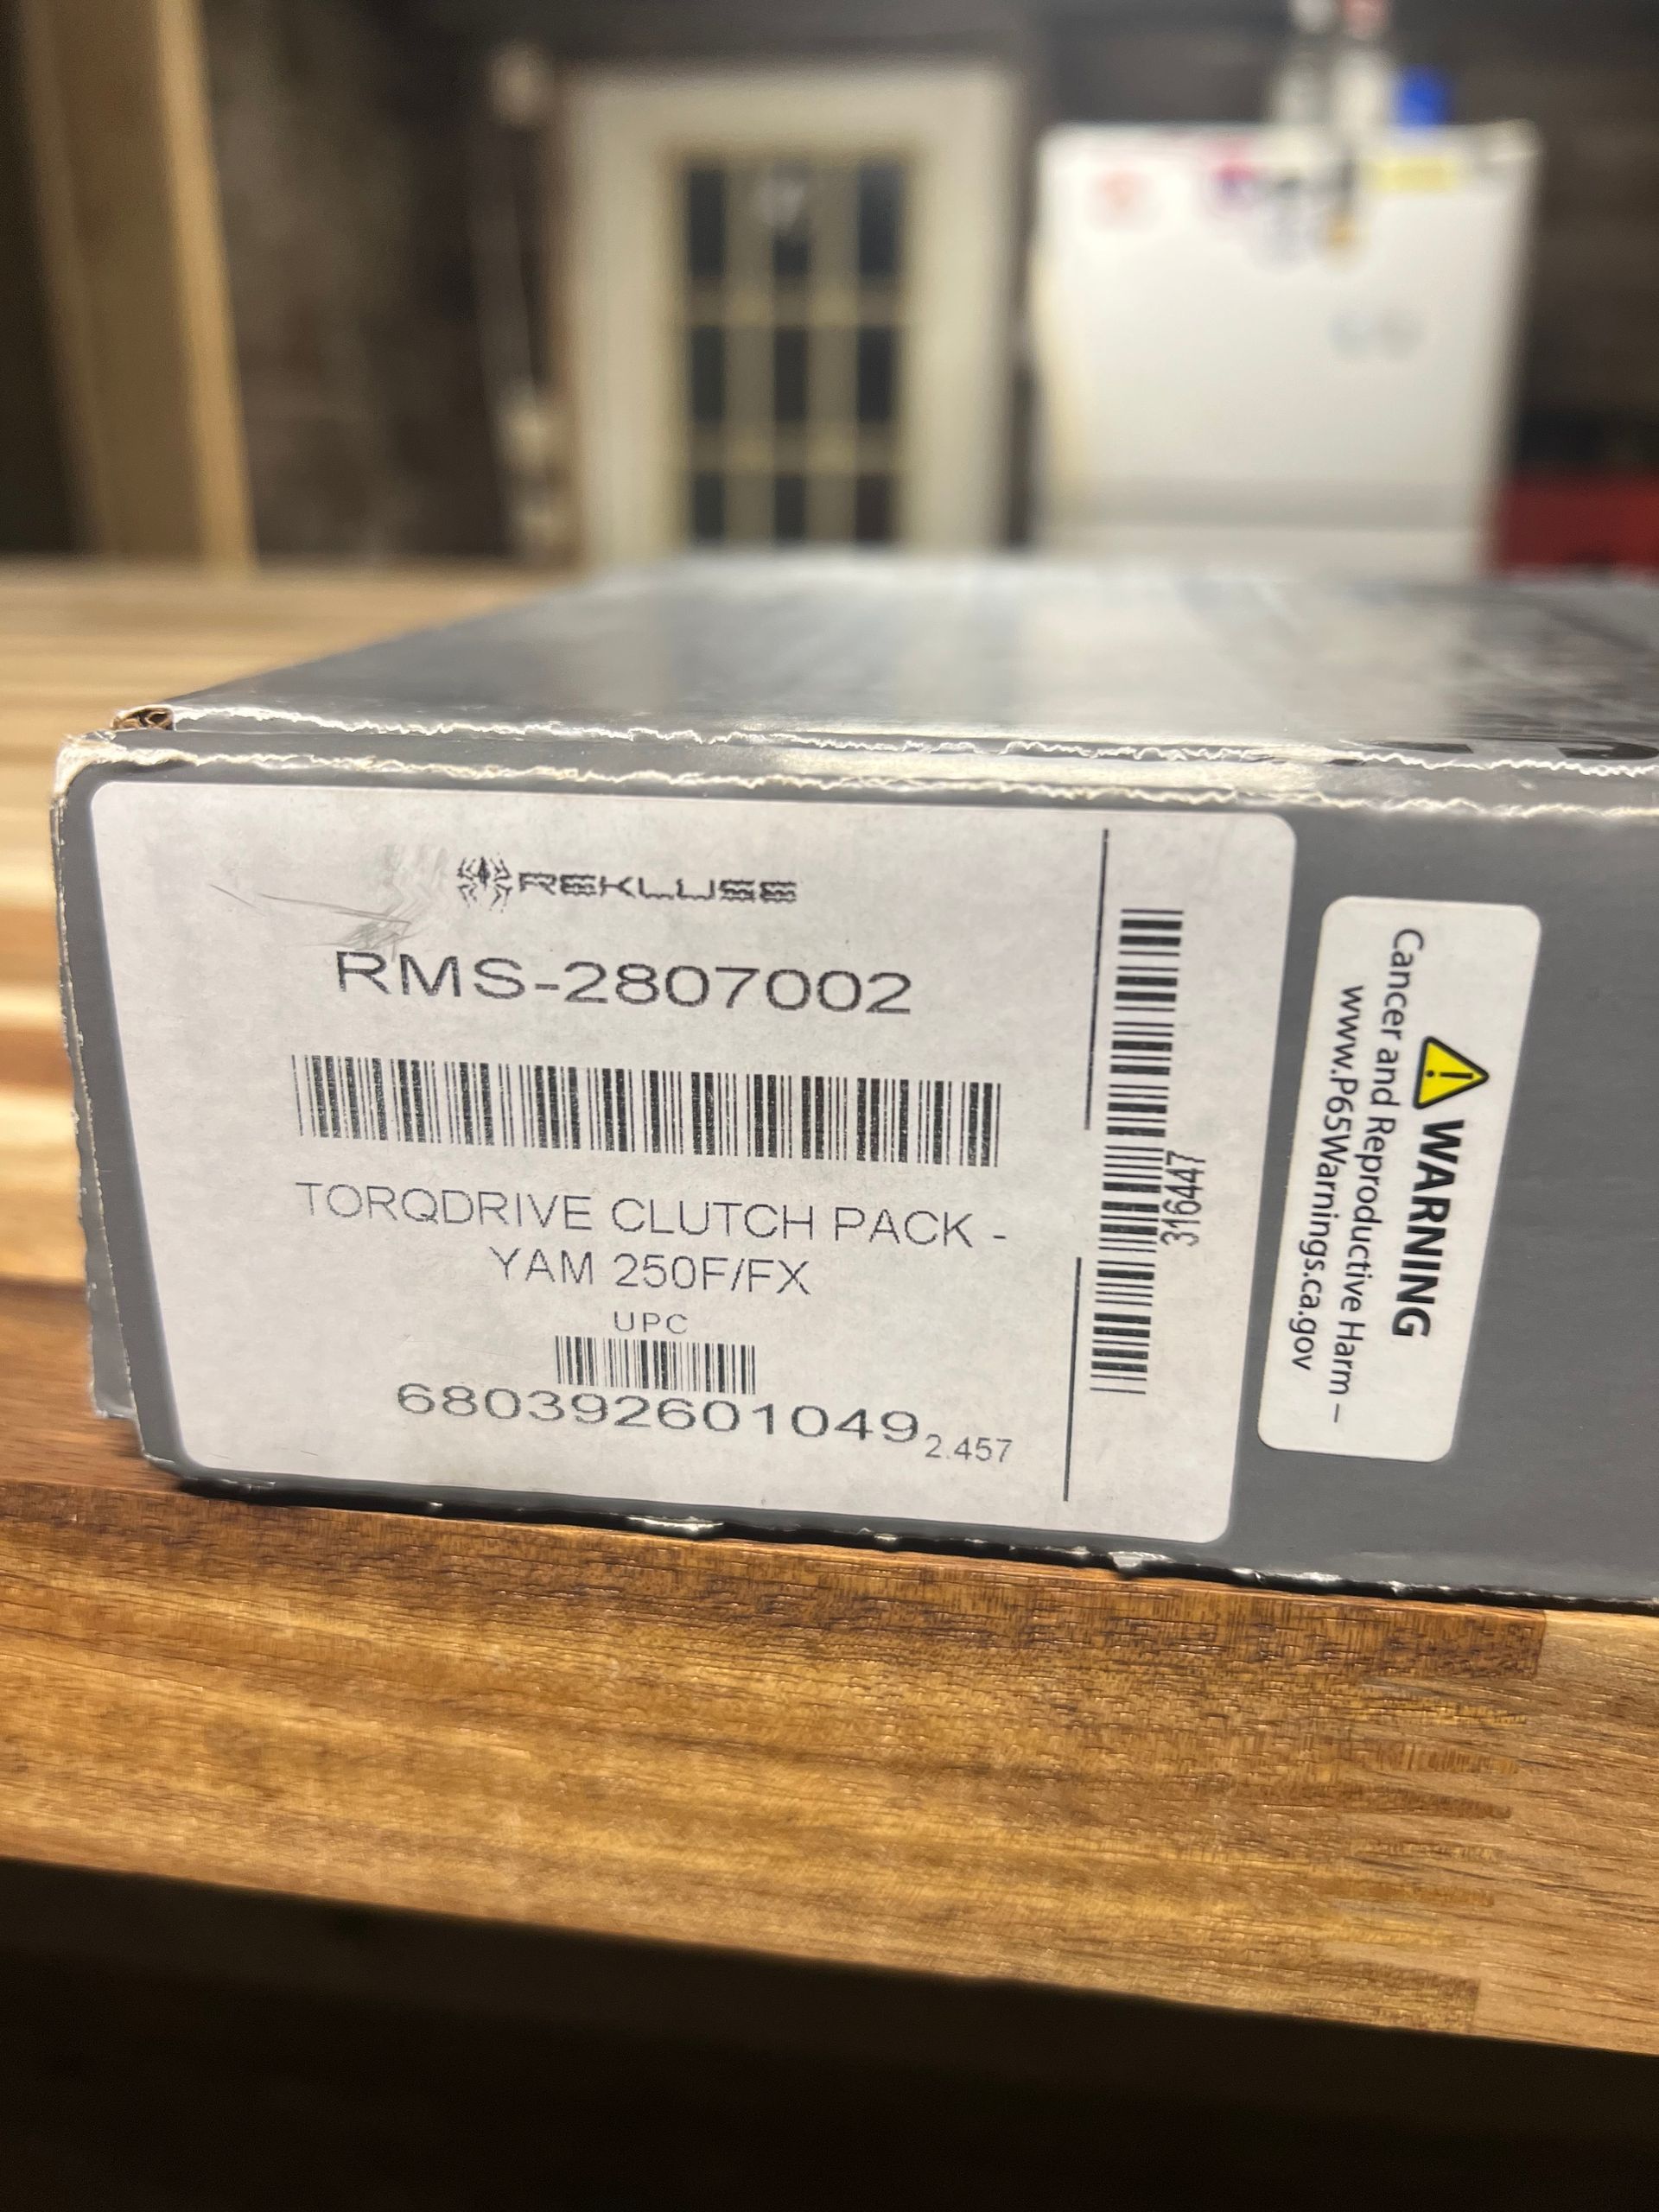 REKLUSE
RMS-2807002
TORQDRIVE CLUTCH PACK -
YAM 250F/FX
UPC
680392601049
2.457
316447
WARNING
Cancer and Reproductive Harm –
www.P65Warnings.ca.gov